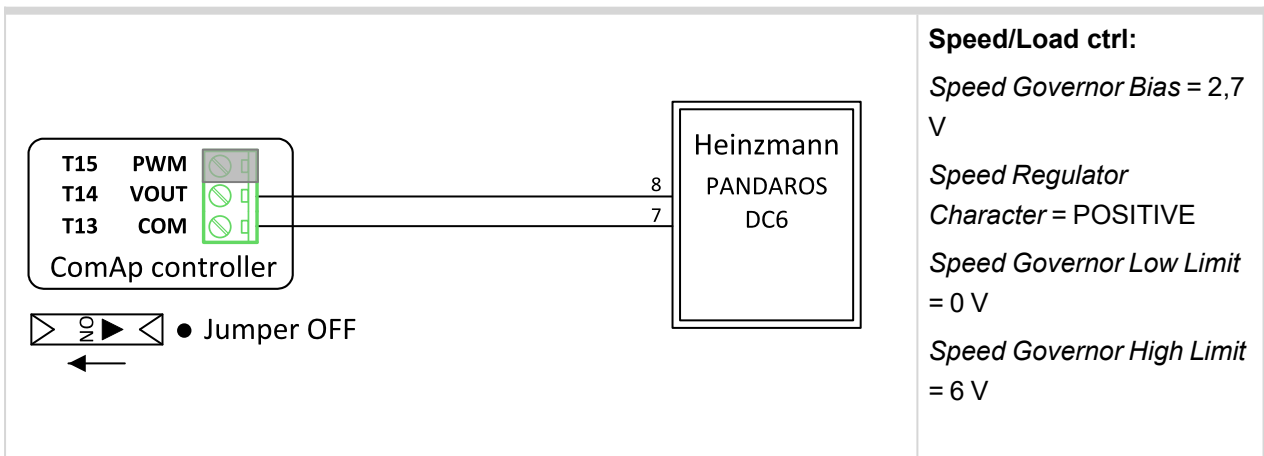 T15 PWM
T14 VOUT
T13 COM
ComAp controller
ON
Jumper OFF
8
7
Heinzmann
PANDAROS
DC6
Speed/Load ctrl:
Speed Governor Bias = 2,7
V
Speed Regulator
Character = POSITIVE
Speed Governor Low Limit
= 0 V
Speed Governor High Limit
= 6 V